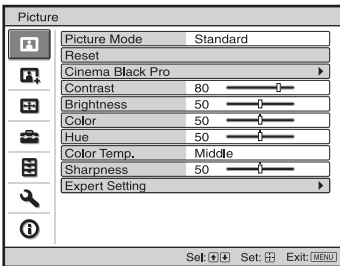 Picture
Picture Mode Standard
Reset
Cinema Black Pro
Contrast 80
Brightness 50
Color 50
Hue 50
Color Temp. Middle
Sharpness 50
Expert Setting
Sel: Set: Exit: MENU